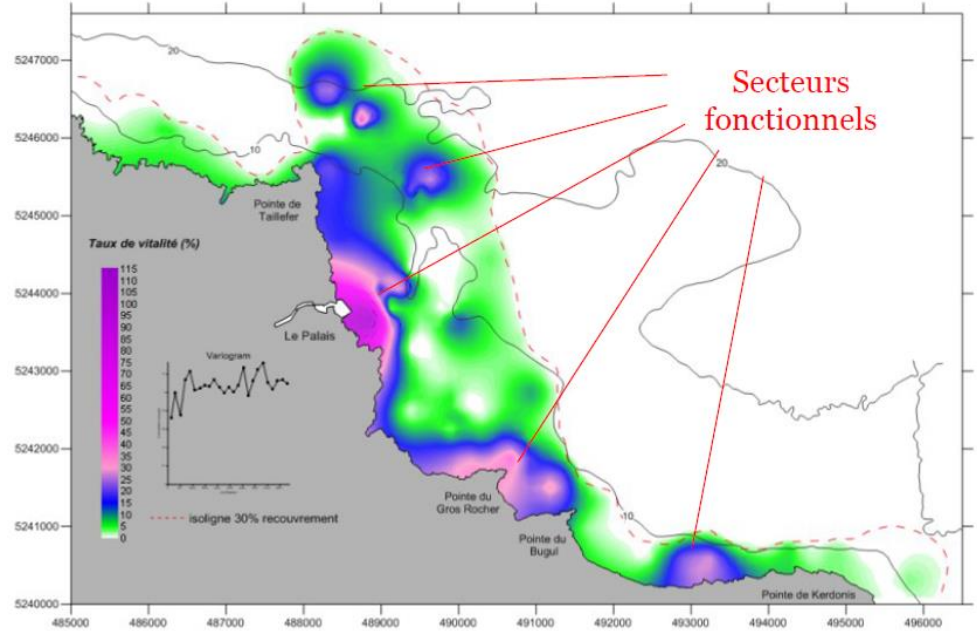 5247000
5246000
5245000
5244000
5243000
5242000
5241000
5240000
485000 486000 487000 488000 489000 490000 491000 492000 493000 494000 495000 496000
20
10
20
10
Secteurs
fonctionnels
Pointe de
Taillefer
Taux de vitalité (%)
115
110
105
100
95
90
85
80
75
70
65
60
55
50
45
40
35
30
25
20
15
10
5
0
Le Palais
Variogram
isoligne 30% recouvrement
Pointe du
Gros Rocher
Pointe du
Bugul
Pointe de Kerdonis